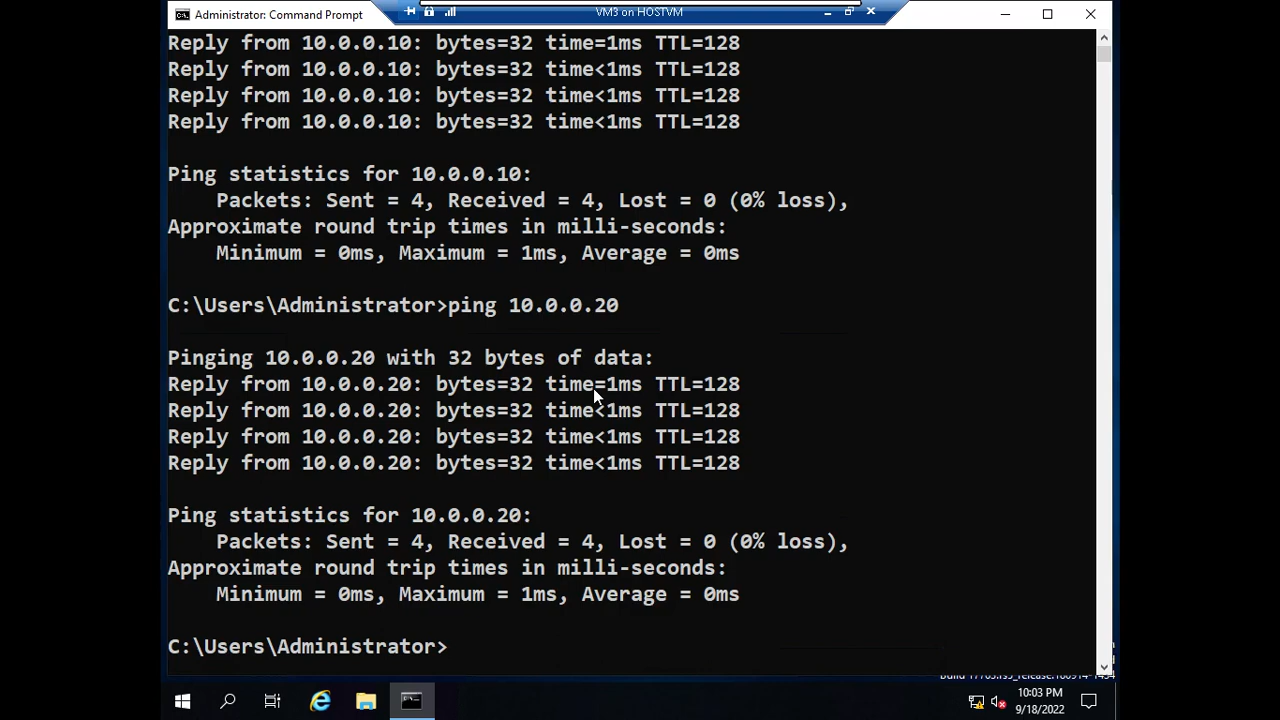 Administrator: Command Prompt
VM3 on HOSTVM
Reply from 10.0.0.10: bytes=32 time=1ms TTL=128
Reply from 10.0.0.10: bytes=32 time<1ms TTL=128
Reply from 10.0.0.10: bytes=32 time<1ms TTL=128
Reply from 10.0.0.10: bytes=32 time<1ms TTL=128
Ping statistics for 10.0.0.10:
Packets: Sent = 4, Received = 4, Lost = 0 (0% loss),
Approximate round trip times in milli-seconds:
Minimum = 0ms, Maximum = 1ms, Average = 0ms
C:\Users\Administrator>ping 10.0.0.20
Pinging 10.0.0.20 with 32 bytes of data:
Reply from 10.0.0.20: bytes=32 time=1ms TTL=128
Reply from 10.0.0.20: bytes=32 time<1ms TTL=128
Reply from 10.0.0.20: bytes=32 time<1ms TTL=128
Reply from 10.0.0.20: bytes=32 time<1ms TTL=128
Ping statistics for 10.0.0.20:
Packets: Sent = 4, Received = 4, Lost = 0 (0% loss),
Approximate round trip times in milli-seconds:
Minimum = 0ms, Maximum = 1ms, Average = 0ms
C:\Users\Administrator>
10:03 PM
9/18/2022